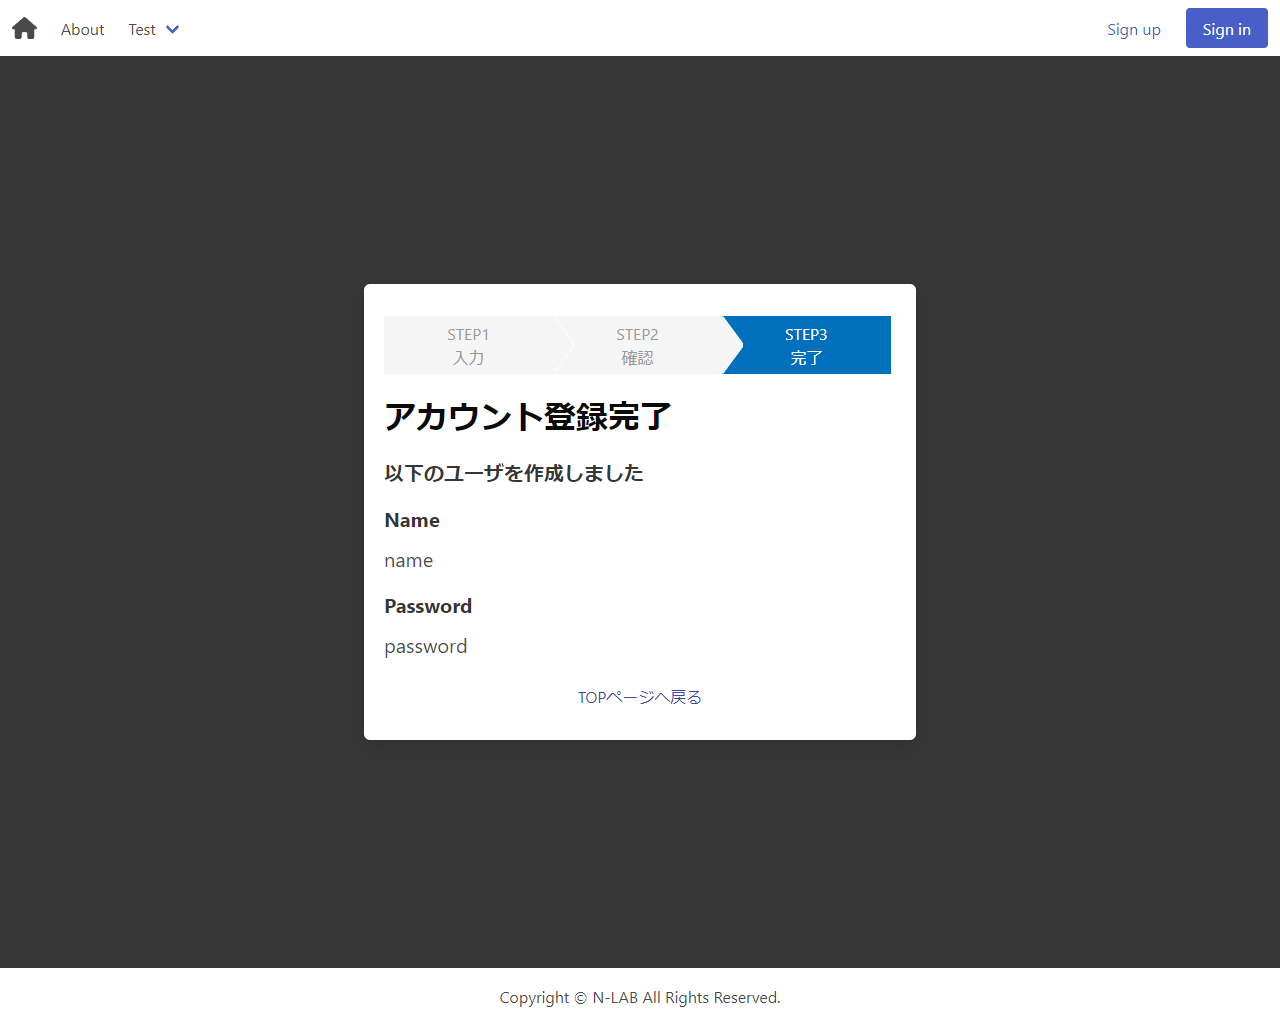 About Test Sign up Sign in
STEP1 STEP2 STEP3
入力 確認 完了
アカウント登録完了
以下のユーザを作成しました
Name
name
Password
password
TOPページへ戻る
Copyright © N-LAB All Rights Reserved.